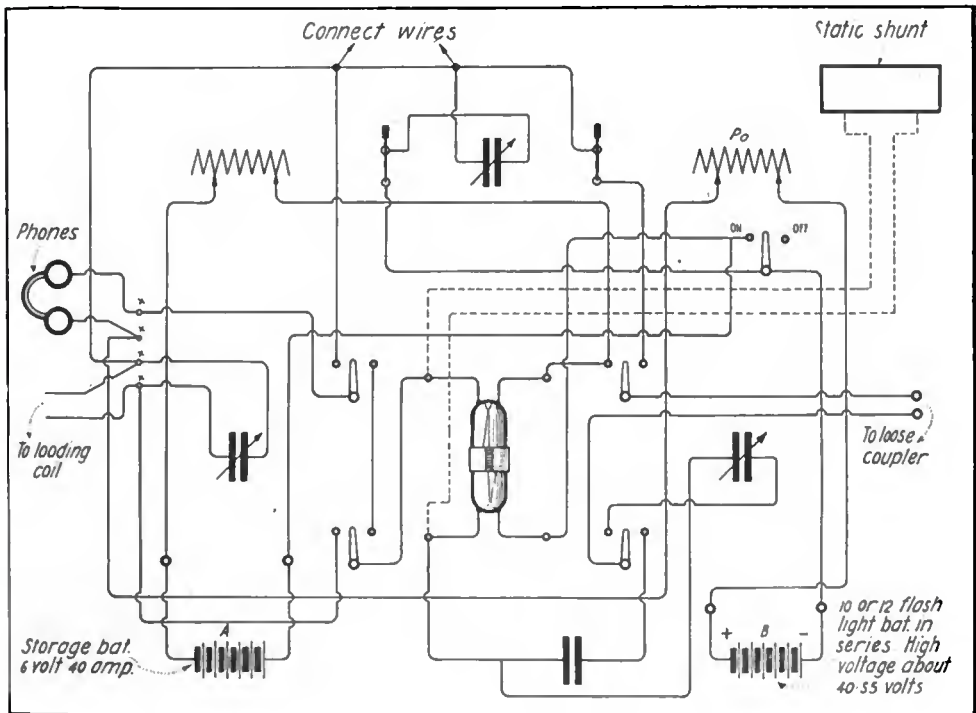 Connect wires
Static shunt
Po
Phones
ON
OFF
x
x
x
x
To loading
coil
To loose
coupler
A
Storage bat.
6 volt 40 amp.
+ B -
10 or 12 flash
light bat. in
series. High
voltage about
40-55 volts